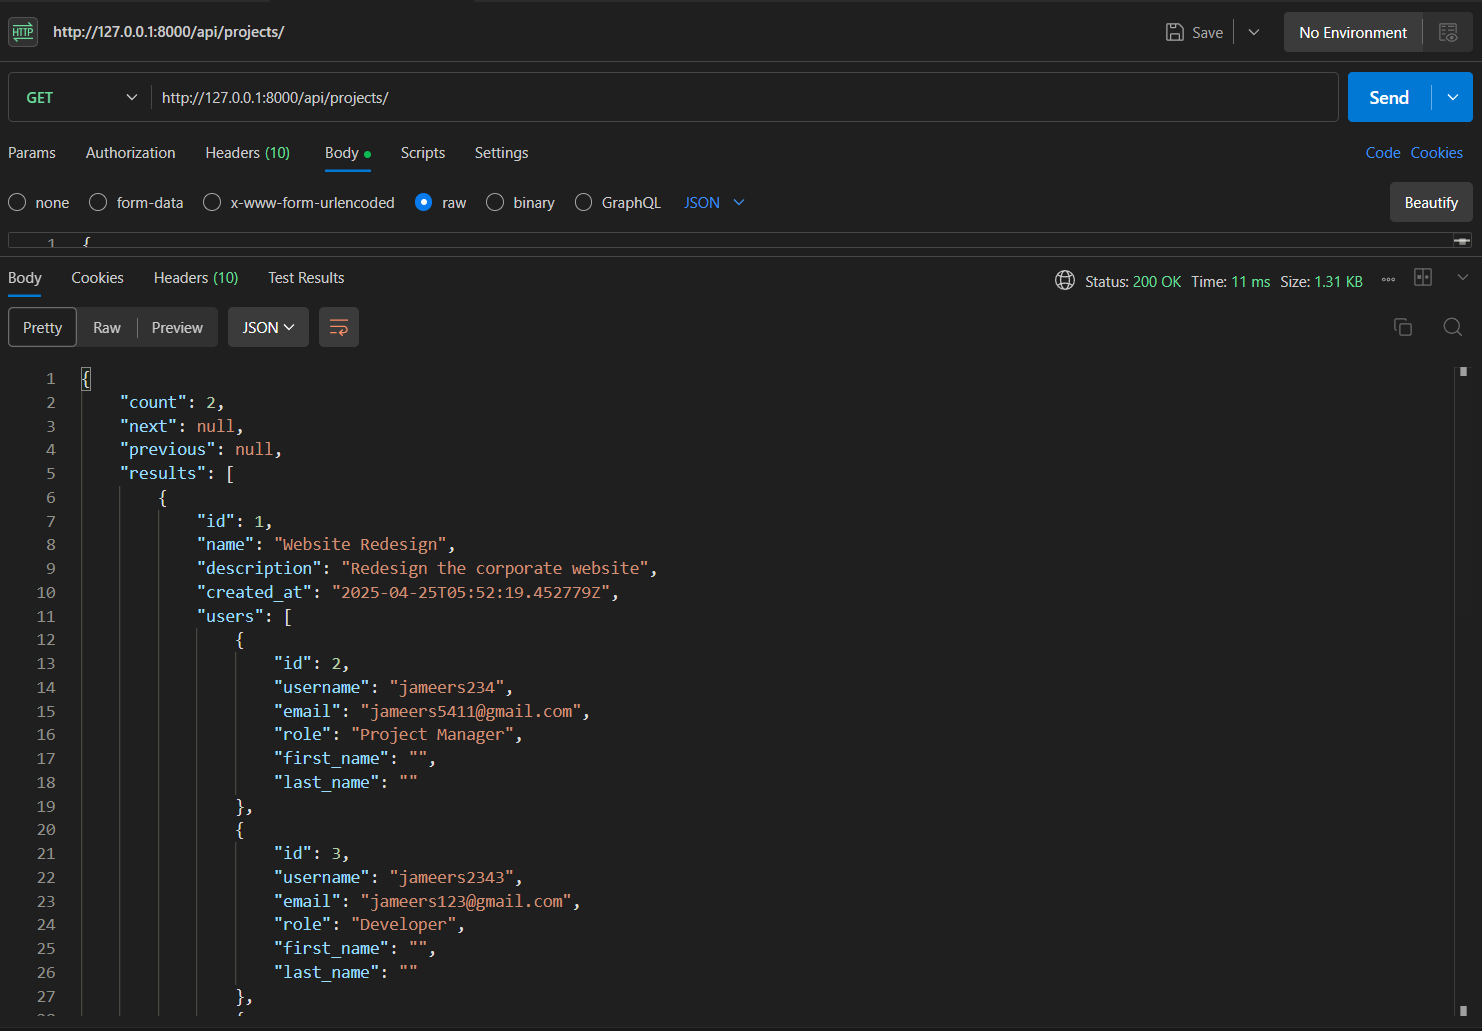 HTTP http://127.0.0.1:8000/api/projects/ Save No Environment
GET http://127.0.0.1:8000/api/projects/ Send
Params Authorization Headers (10) Body Scripts Settings Code Cookies
none form-data x-www-form-urlencoded raw binary GraphQL JSON Beautify
1 {
Body Cookies Headers (10) Test Results Status: 200 OK Time: 11 ms Size: 1.31 KB
Pretty Raw Preview JSON
1 {
2 "count": 2,
3 "next": null,
4 "previous": null,
5 "results": [
6 {
7 "id": 1,
8 "name": "Website Redesign",
9 "description": "Redesign the corporate website",
10 "created_at": "2025-04-25T05:52:19.452779Z",
11 "users": [
12 {
13 "id": 2,
14 "username": "jameers234",
15 "email": "jameers5411@gmail.com",
16 "role": "Project Manager",
17 "first_name": "",
18 "last_name": ""
19 },
20 {
21 "id": 3,
22 "username": "jameers2343",
23 "email": "jameers123@gmail.com",
24 "role": "Developer",
25 "first_name": "",
26 "last_name": ""
27 },